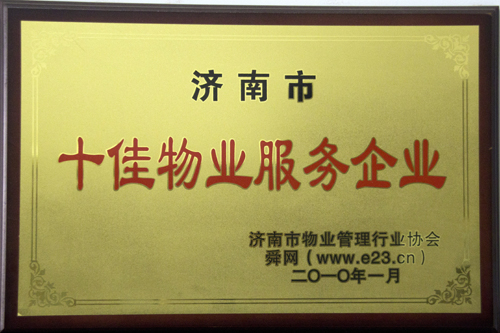 济南市
十佳物业服务企业
济南市物业管理行业协会
舜网（www.e23.cn）
二〇一〇年一月